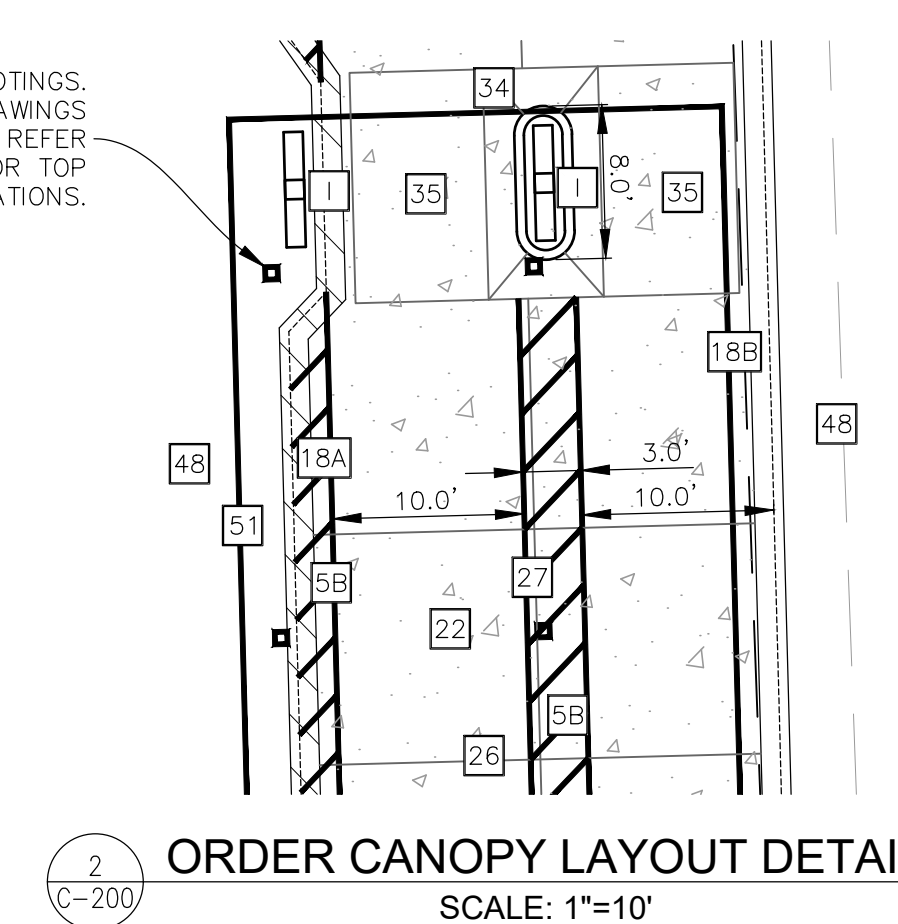 OTINGS.
AWINGS
REFER
OR TOP
ATIONS.
34
35
I
I
35
8.0'
18B
48
48
18A
3.0'
10.0'
10.0'
51
5B
27
22
5B
26
2
C-200
ORDER CANOPY LAYOUT DETAI
SCALE: 1"=10'